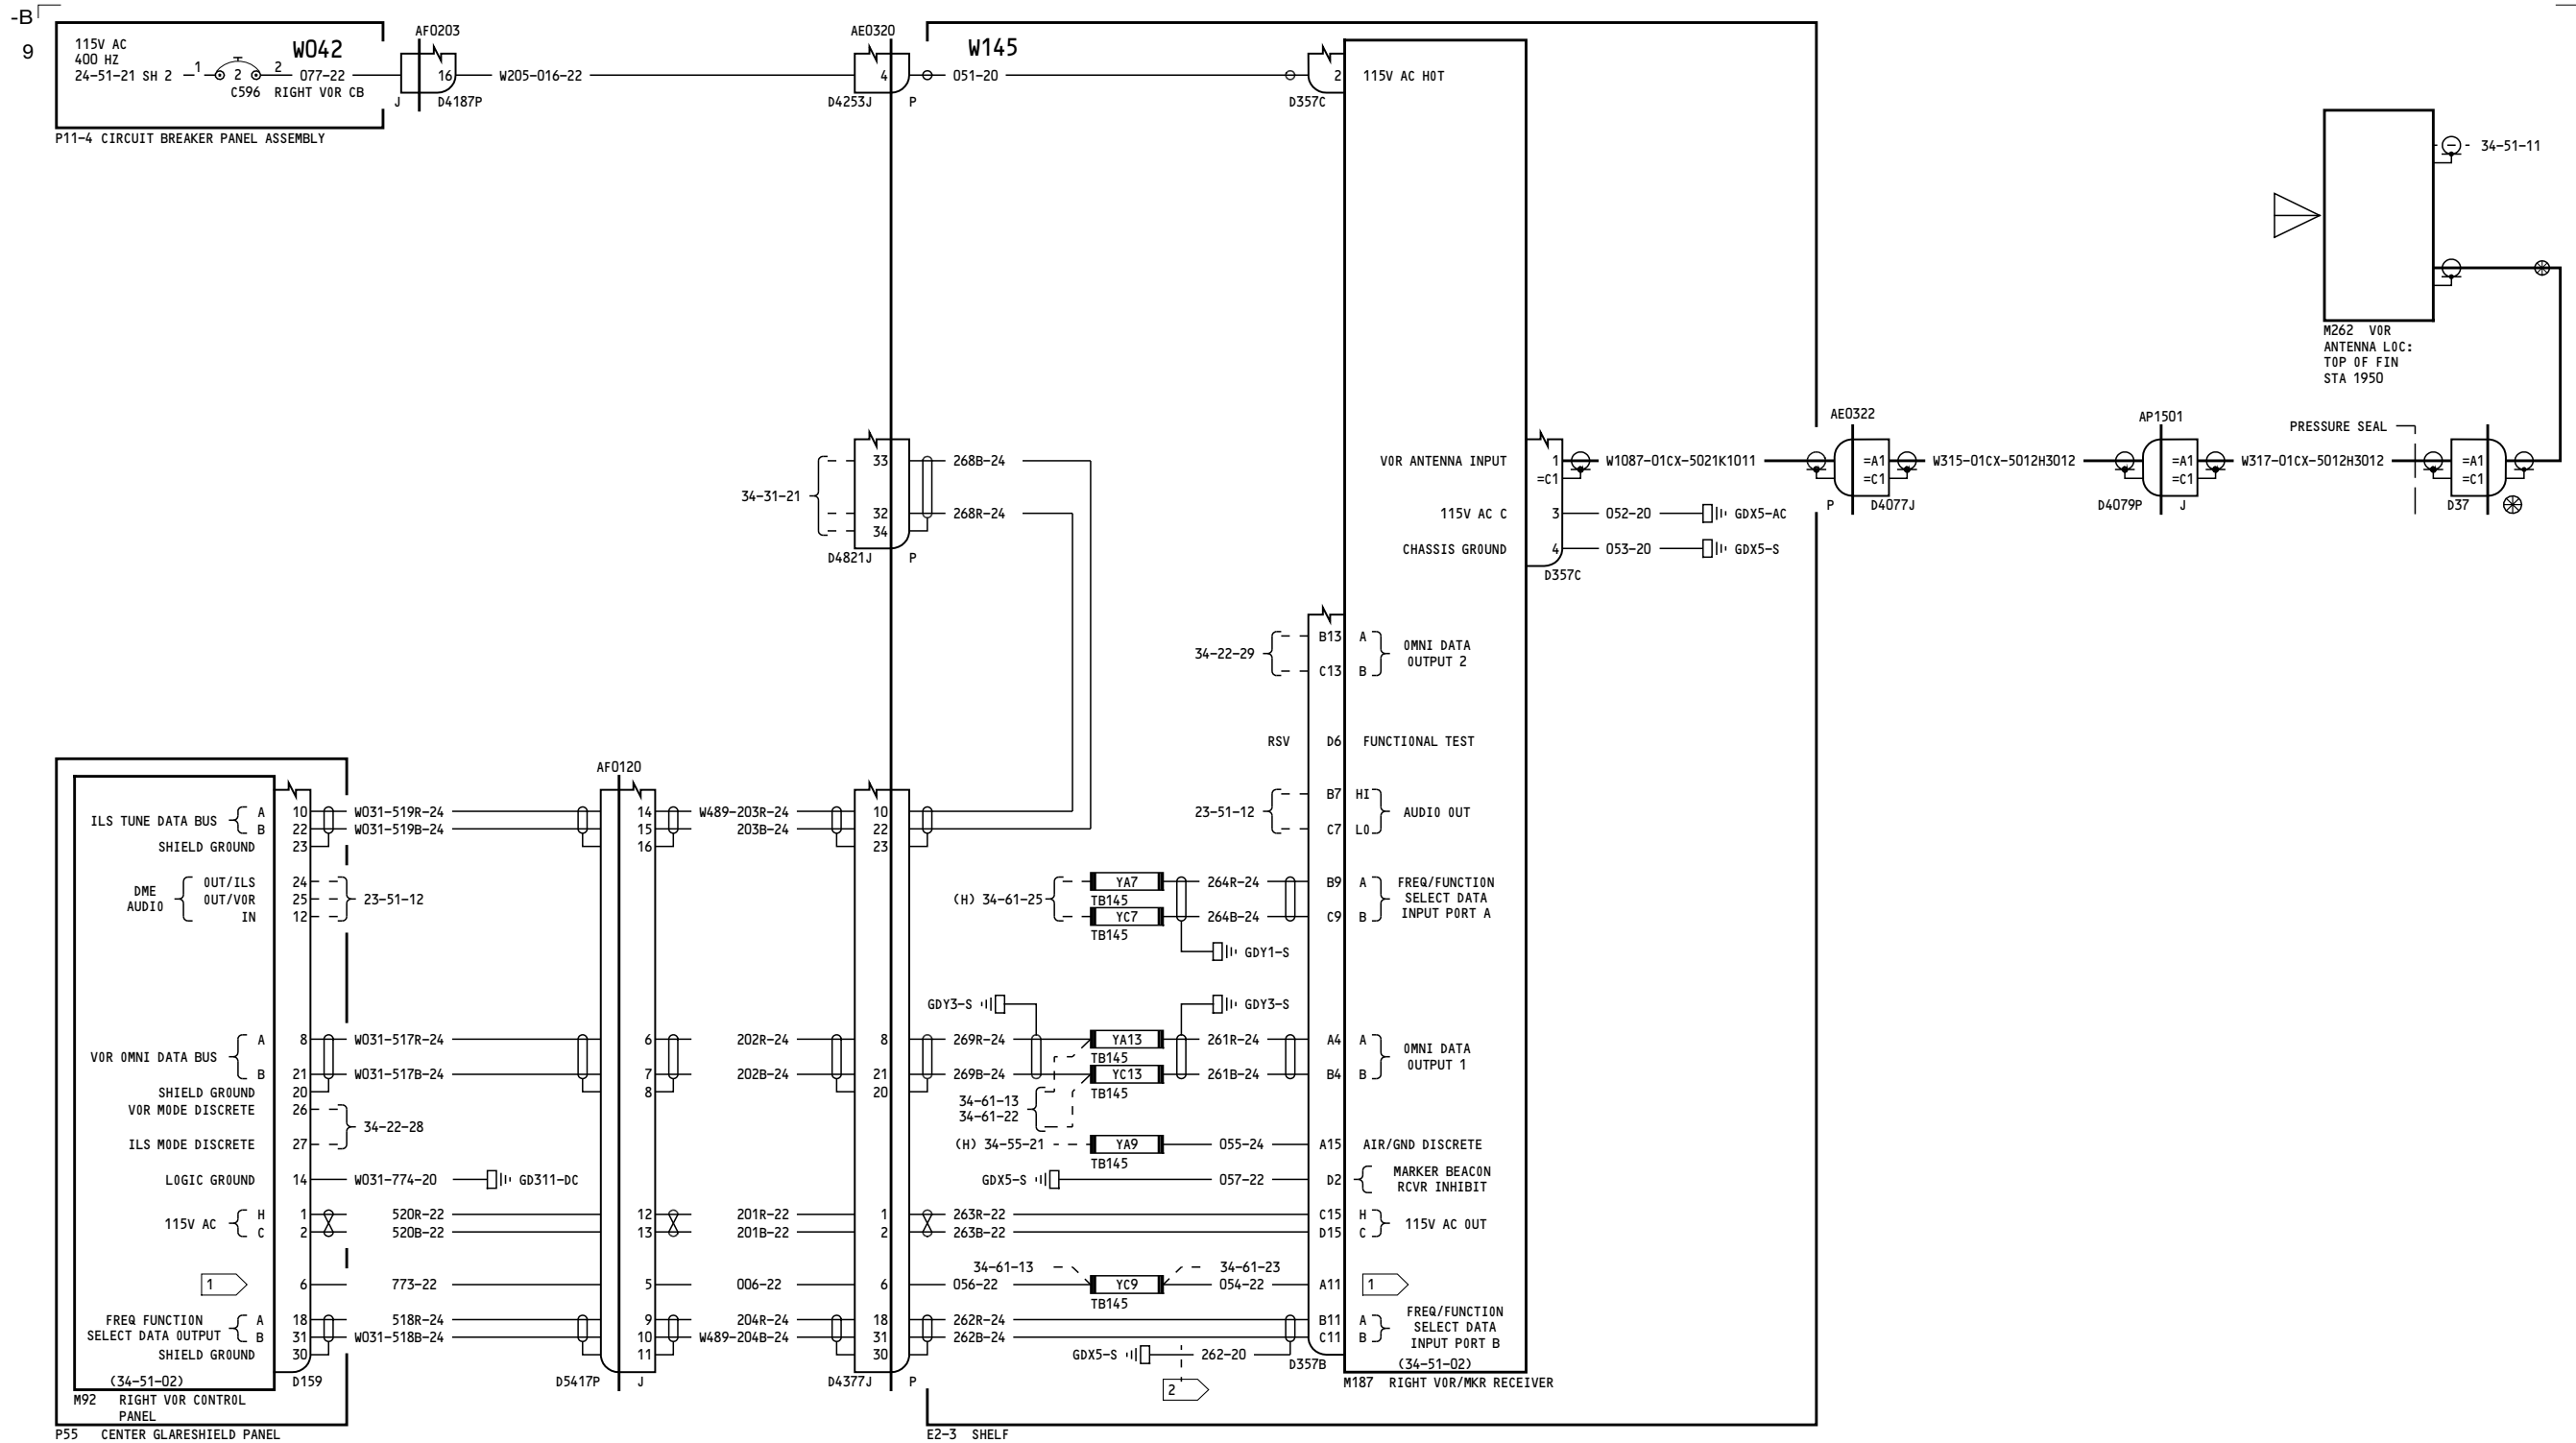 -B
9
115V AC
400 HZ
24-51-21 SH 2
1
2
2
W042
077-22
C596 RIGHT VOR CB
P11-4 CIRCUIT BREAKER PANEL ASSEMBLY
AF0203
16
J D4187P
W205-016-22
AE0320
4
D4253J P
W145
051-20
2 115V AC HOT
D357C
34-51-11
M262 VOR
ANTENNA LOC:
TOP OF FIN
STA 1950
34-31-21
33 268B-24
32 268R-24
34
D4821J P
VOR ANTENNA INPUT 1
=C1
W1087-01CX-5021K1011
115V AC C 3 052-20 GDX5-AC
CHASSIS GROUND 4 053-20 GDX5-S
D357C
AE0322
=A1
=C1
P D4077J
W315-01CX-5012H3012
AP1501
=A1
=C1
D4079P J
W317-01CX-5012H3012
PRESSURE SEAL
=A1
=C1
D37
34-22-29
B13 A
C13 B
OMNI DATA
OUTPUT 2
RSV D6 FUNCTIONAL TEST
23-51-12
B7 HI
C7 LO
AUDIO OUT
AF0120
ILS TUNE DATA BUS
A 10 W031-519R-24 14 W489-203R-24 10
B 22 W031-519B-24 15 203B-24 22
SHIELD GROUND 23 16 23
DME
AUDIO
OUT/ILS 24
OUT/VOR 25
IN 12
23-51-12
(H) 34-61-25
YA7
TB145
YC7
TB145
264R-24 B9 A
264B-24 C9 B
FREQ/FUNCTION
SELECT DATA
INPUT PORT A
GDY1-S
GDY3-S GDY3-S
VOR OMNI DATA BUS
A 8 W031-517R-24 6 202R-24 8 269R-24
B 21 W031-517B-24 7 202B-24 21 269B-24
YA13
TB145
YC13
TB145
261R-24 A4 A
261B-24 B4 B
OMNI DATA
OUTPUT 1
SHIELD GROUND 20 8 20
34-61-13
34-61-22
VOR MODE DISCRETE 26
ILS MODE DISCRETE 27
34-22-28
(H) 34-55-21
YA9
TB145
055-24 A15 AIR/GND DISCRETE
LOGIC GROUND 14 W031-774-20 GD311-DC
GDX5-S 057-22 D2
MARKER BEACON
RCVR INHIBIT
115V AC
H 1 520R-22 12 201R-22 1 263R-22 C15 H
C 2 520B-22 13 201B-22 2 263B-22 D15 C
115V AC OUT
34-61-13 34-61-23
1 6 773-22 5 006-22 6 056-22 YC9 054-22 A11 1
TB145
FREQ FUNCTION
SELECT DATA OUTPUT
A 18 518R-24 9 204R-24 18 262R-24 B11 A
B 31 W031-518B-24 10 W489-204B-24 31 262B-24 C11 B
FREQ/FUNCTION
SELECT DATA
INPUT PORT B
SHIELD GROUND 30 11 30
GDX5-S 262-20
2
D357B
(34-51-02)
M187 RIGHT VOR/MKR RECEIVER
(34-51-02)
D159
D5417P J
D4377J P
M92 RIGHT VOR CONTROL
PANEL
P55 CENTER GLARESHIELD PANEL
E2-3 SHELF